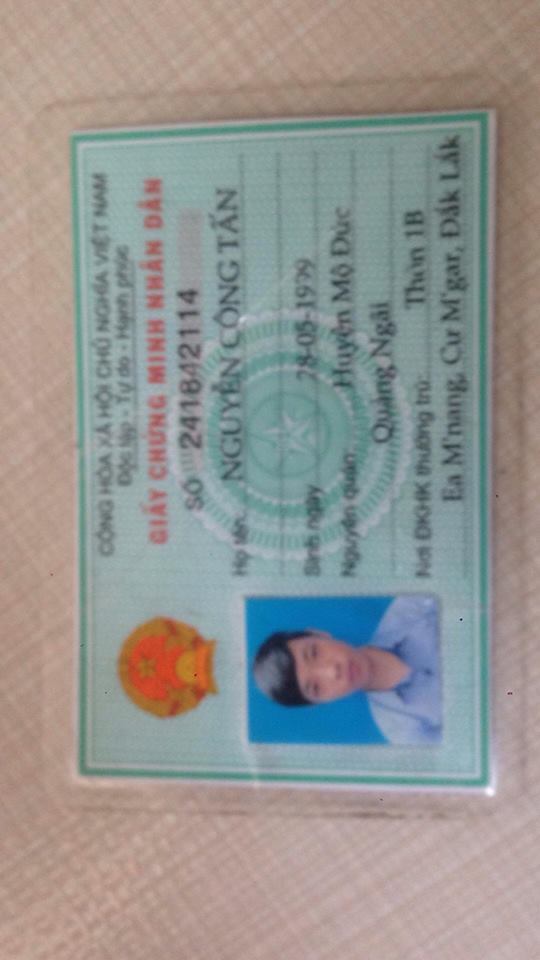 CỘNG HÒA XÃ HỘI CHỦ NGHĨA VIỆT NAM
Độc lập - Tự do - Hạnh phúc
GIẤY CHỨNG MINH NHÂN DÂN
SỐ 241842114
Họ tên: NGUYỄN CÔNG TẤN
Sinh ngày 28-05-1999
Nguyên quán: Huyện Mộ Đức
Quảng Ngãi
Nơi ĐKHK thường trú: Thôn 1B
Ea M'nang, Cư M'gar, Đắk Lắk